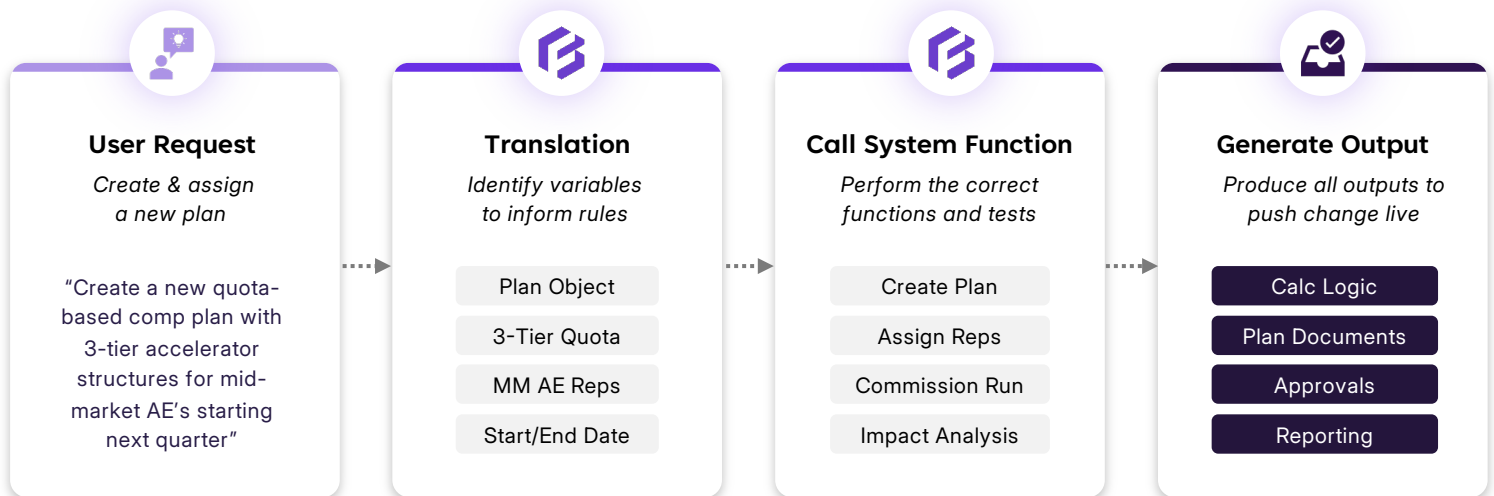 User Request
Create & assign
a new plan
“Create a new quota-
based comp plan with
3-tier accelerator
structures for mid-
market AE’s starting
next quarter”
Translation
Identify variables
to inform rules
Plan Object
3-Tier Quota
MM AE Reps
Start/End Date
Call System Function
Perform the correct
functions and tests
Create Plan
Assign Reps
Commission Run
Impact Analysis
Generate Output
Produce all outputs to
push change live
Calc Logic
Plan Documents
Approvals
Reporting